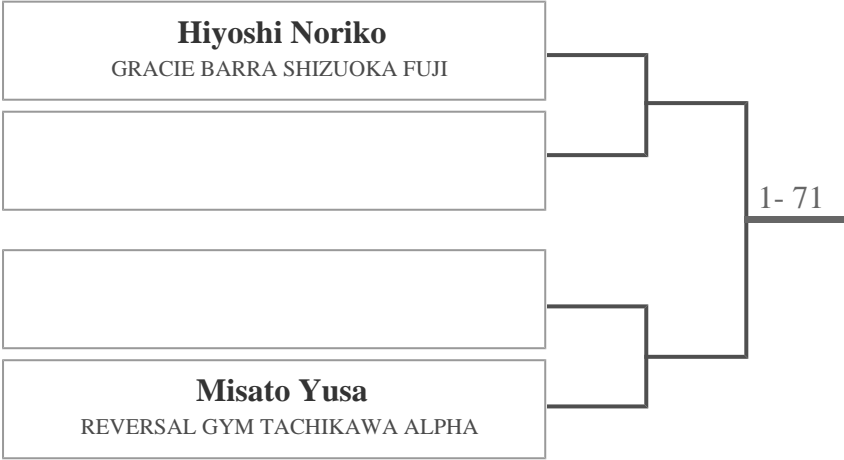 Hiyoshi Noriko
GRACIE BARRA SHIZUOKA FUJI
1- 71
Misato Yusa
REVERSAL GYM TACHIKAWA ALPHA